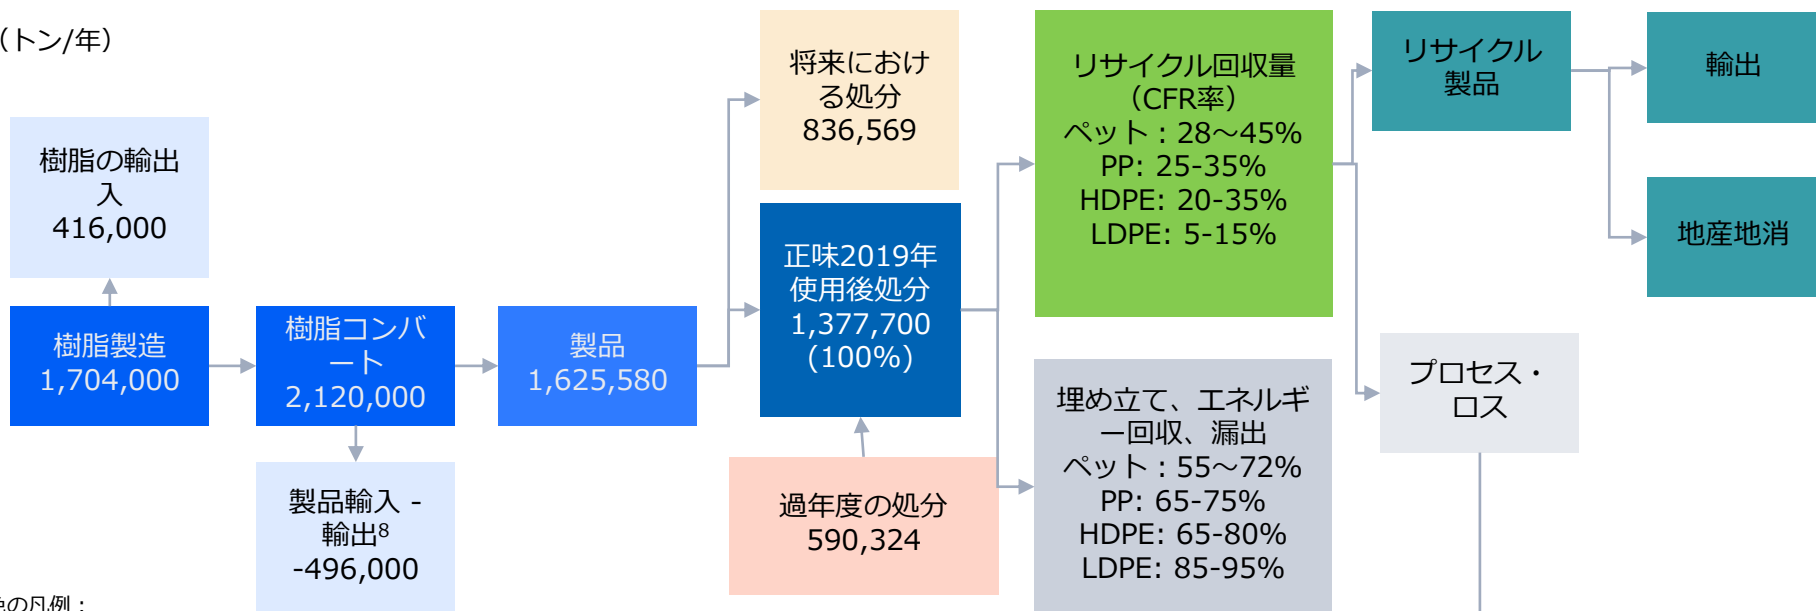 （トン/年）
樹脂の輸出
入
416,000
樹脂製造
1,704,000
樹脂コンバ
ート
2,120,000
製品輸入 -
輸出8
-496,000
製品
1,625,580
将来におけ
る処分
836,569
正味2019年
使用後処分
1,377,700
(100%)
過年度の処分
590,324
リサイクル回収量
（CFR率）
ペット：28～45%
PP: 25-35%
HDPE: 20-35%
LDPE: 5-15%
埋め立て、エネルギ
ー回収、漏出
ペット：55～72%
PP: 65-75%
HDPE: 65-80%
LDPE: 85-95%
リサイクル
製品
プロセス・
ロス
輸出
地産地消
色の凡例：